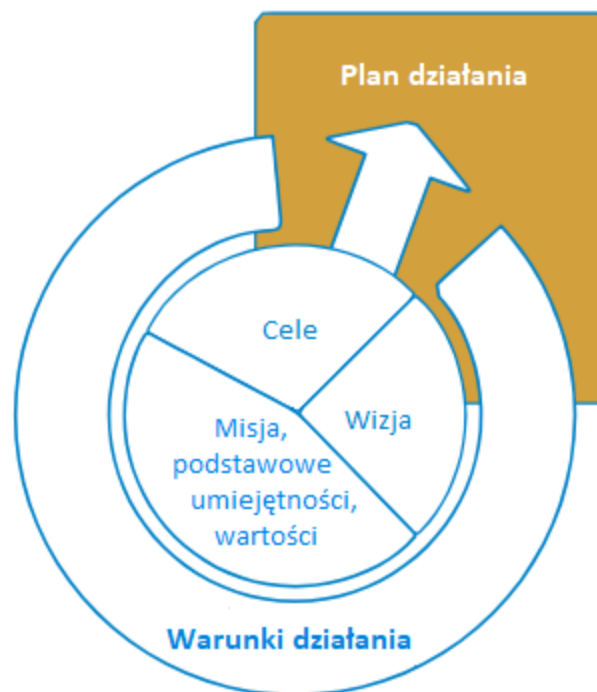 Plan działania
Cele
Wizja
Misja,
podstawowe
umiejętności,
wartości
Warunki działania